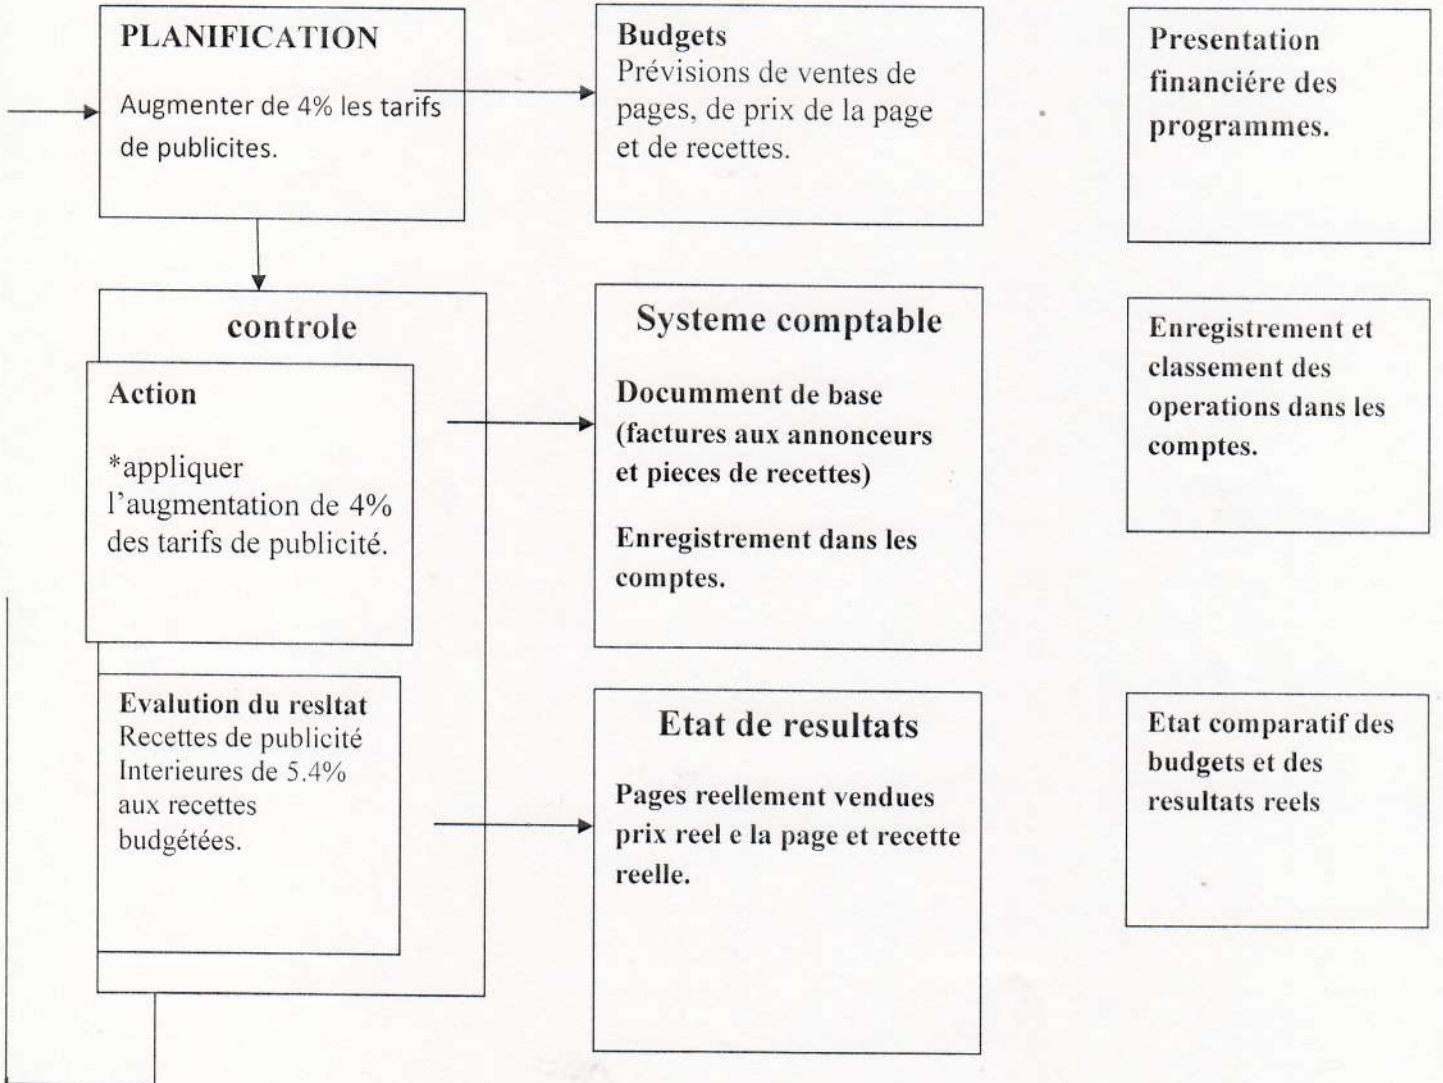 PLANIFICATION
Augmenter de 4% les tarifs
de publicites.
Budgets
Prévisions de ventes de
pages, de prix de la page
et de recettes.
Presentation
financiére des
programmes.
controle
Action
*appliquer
l'augmentation de 4%
des tarifs de publicité.
Systeme comptable
Documment de base
(factures aux annonceurs
et pieces de recettes)
Enregistrement dans les
comptes.
Enregistrement et
classement des
operations dans les
comptes.
Evalution du resltat
Recettes de publicité
Interieures de 5.4%
aux recettes
budgétées.
Etat de resultats
Pages reellement vendues
prix reel e la page et recette
reelle.
Etat comparatif des
budgets et des
resultats reels